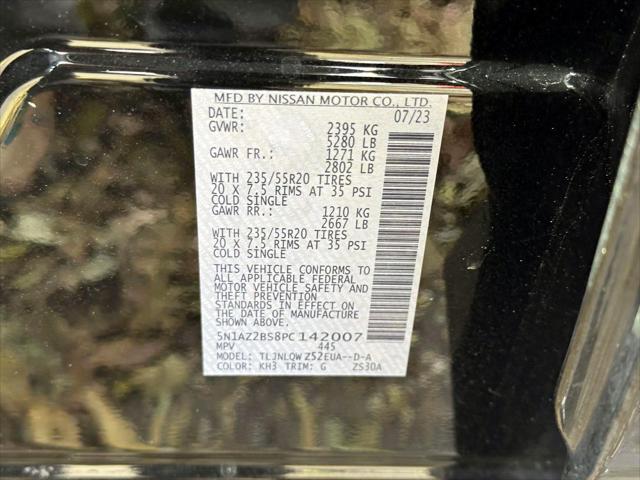 MFD BY NISSAN MOTOR CO., LTD.
DATE: 07/23
GVWR: 2395 KG
5280 LB
GAWR FR.: 1271 KG
2802 LB
WITH 235/55R20 TIRES
20 X 7.5 RIMS AT 35 PSI
COLD SINGLE
GAWR RR.: 1210 KG
2667 LB
WITH 235/55R20 TIRES
20 X 7.5 RIMS AT 35 PSI
COLD SINGLE
THIS VEHICLE CONFORMS TO
ALL APPLICABLE FEDERAL
MOTOR VEHICLE SAFETY AND
THEFT PREVENTION
STANDARDS IN EFFECT ON
THE DATE OF MANUFACTURE
SHOWN ABOVE.
5N1AZ2BS8PC142007
MPV 445
MODEL: TLJNLQW Z52EUA--D-A
COLOR: KH3 TRIM: G ZS30A